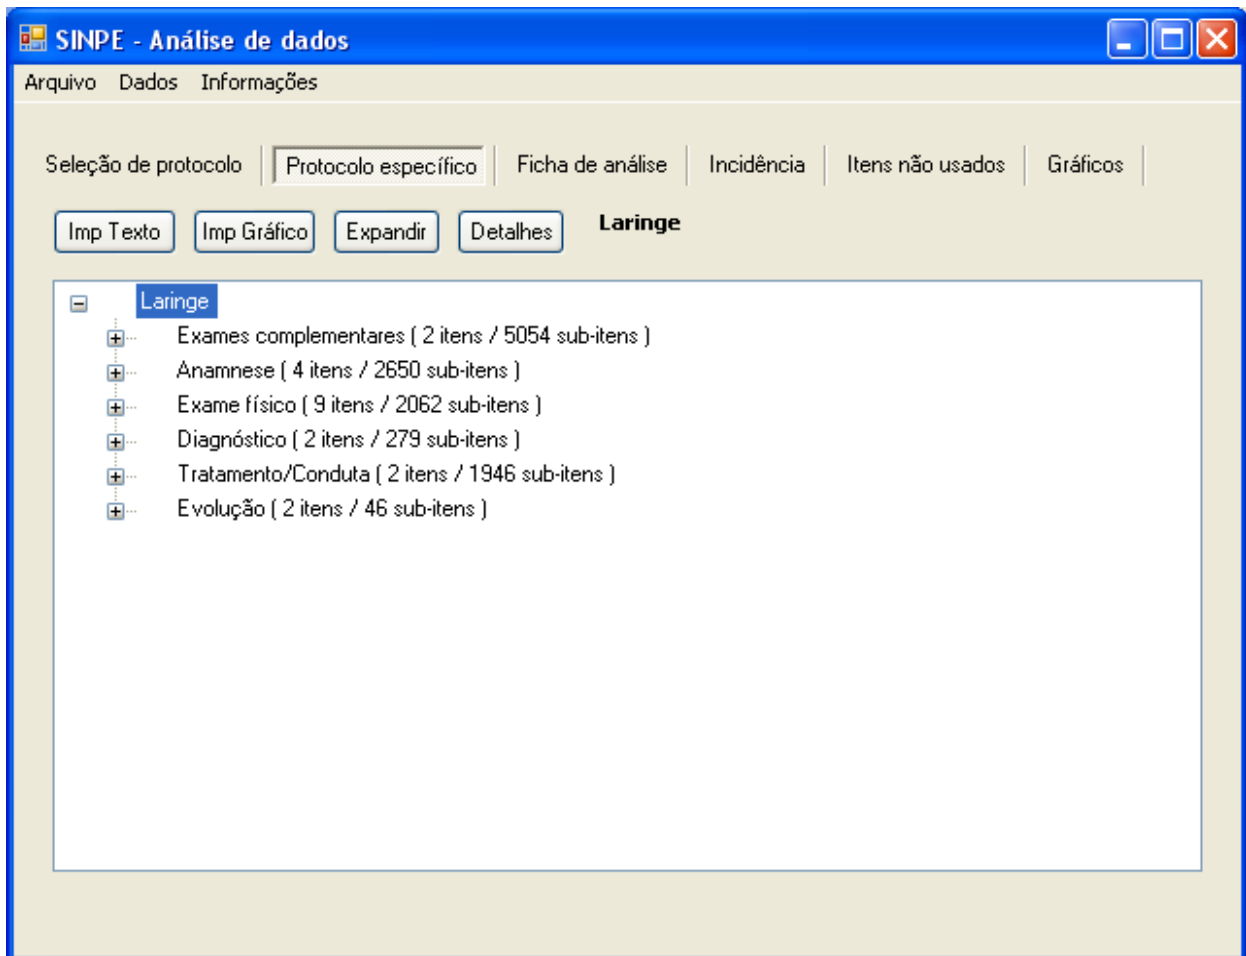 SINPE - Análise de dados
Arquivo Dados Informações
Seleção de protocolo Protocolo específico Ficha de análise Incidência Itens não usados Gráficos
Imp Texto Imp Gráfico Expandir Detalhes Laringe
Laringe
Exames complementares ( 2 itens / 5054 sub-itens )
Anamnese ( 4 itens / 2650 sub-itens )
Exame físico ( 9 itens / 2062 sub-itens )
Diagnóstico ( 2 itens / 279 sub-itens )
Tratamento/Conduta ( 2 itens / 1946 sub-itens )
Evolução ( 2 itens / 46 sub-itens )